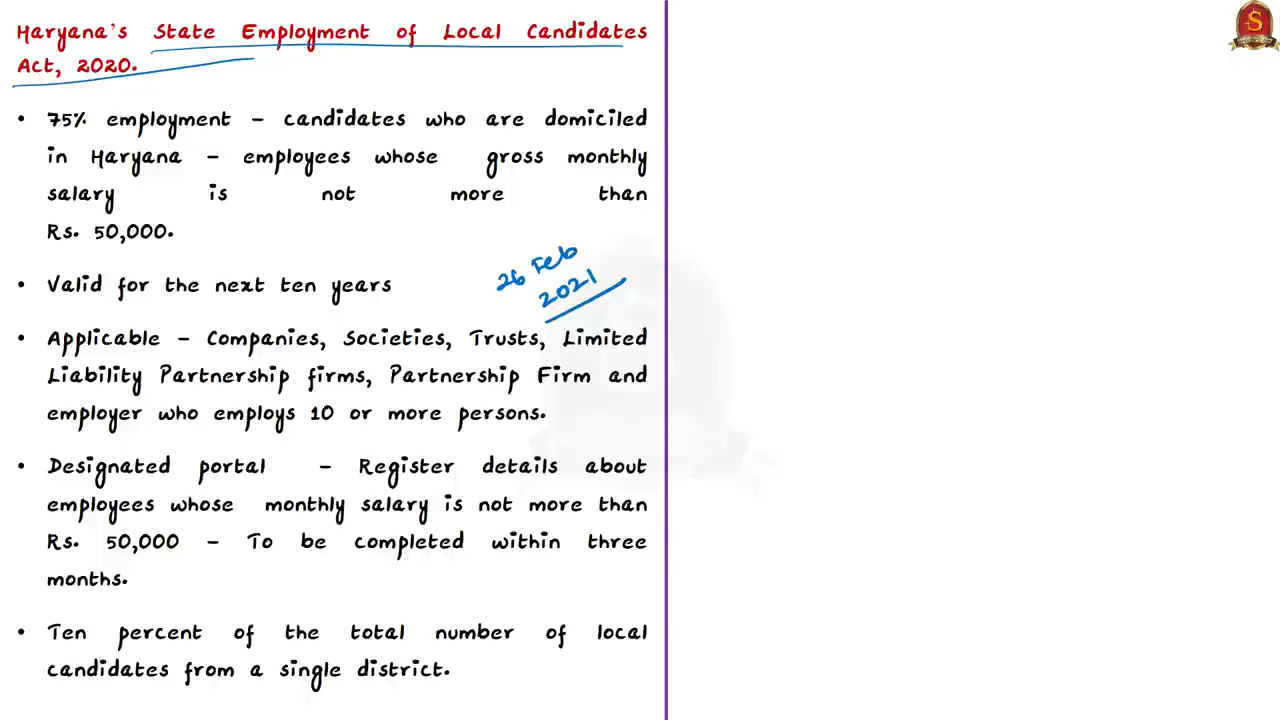 Haryana's State Employment of Local Candidates
Act, 2020.
• 75% employment – candidates who are domiciled
in Haryana – employees whose gross monthly
salary is not more than
Rs. 50,000.
26 Feb
2021
• Valid for the next ten years
• Applicable – Companies, Societies, Trusts, Limited
Liability Partnership firms, Partnership Firm and
employer who employs 10 or more persons.
• Designated portal – Register details about
employees whose monthly salary is not more than
Rs. 50,000 – To be completed within three
months.
• Ten percent of the total number of local
candidates from a single district.